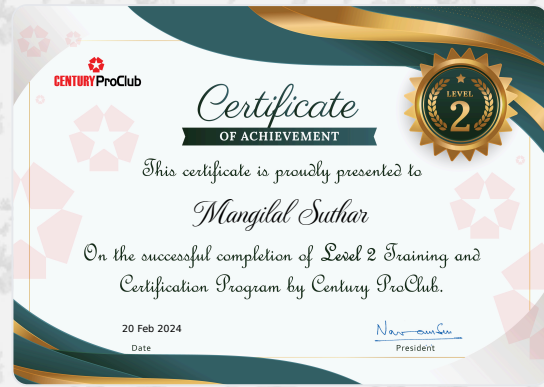 CENTURY ProClub
Certificate
OF ACHIEVEMENT
LEVEL
2
This certificate is proudly presented to
Mangilal Suthar
On the successful completion of Level 2 Training and
Certification Program by Century ProClub.
20 Feb 2024
Date
President